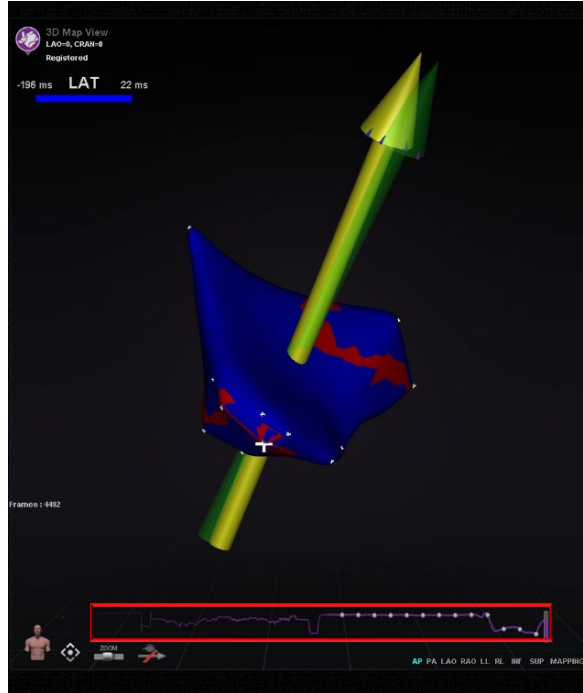 3D Map View
LAO=0, CRAN=0
Registered
-196 ms LAT 22 ms
Frames : 4492
ZOOM
AP PA LAO RAO LL RL INF SUP MAPPING